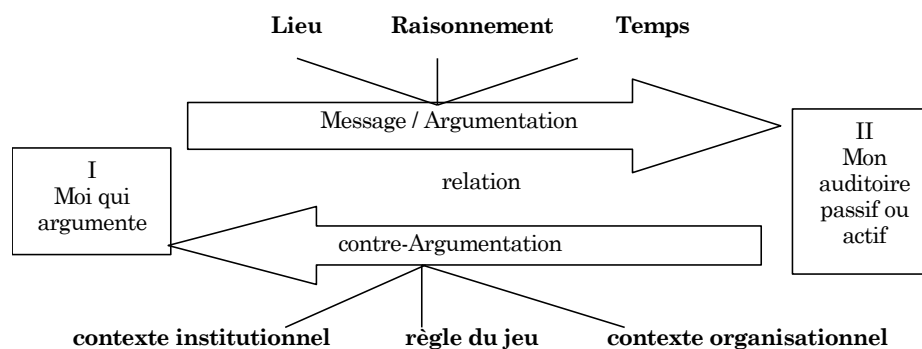 Lieu Raisonnement Temps
Message / Argumentation
II
Mon
auditoire
passif ou
actif
I
Moi qui
argumente
relation
contre-Argumentation
contexte institutionnel règle du jeu contexte organisationnel